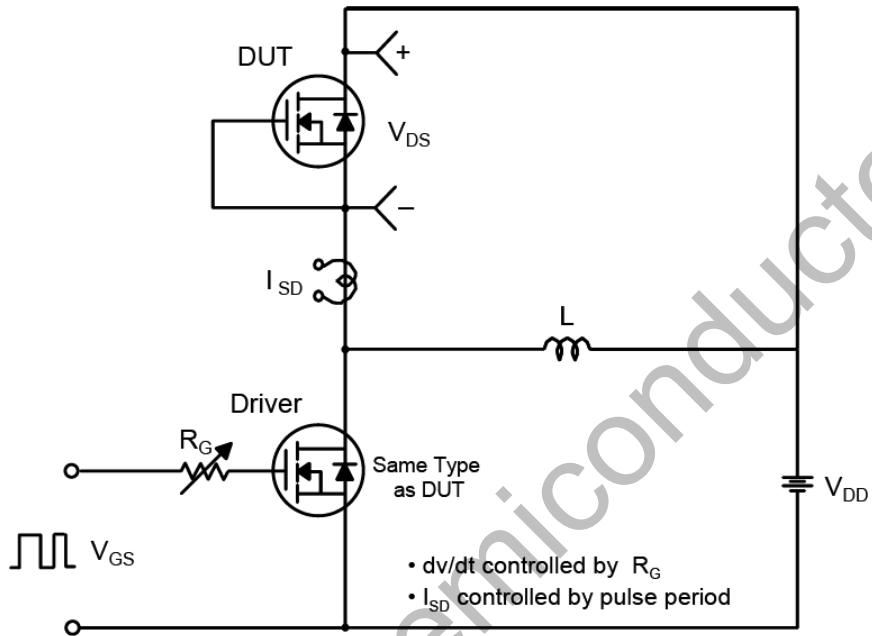 DUT
+
V_DS
–
I_SD
L
Driver
R_G
Same Type
as DUT
V_DD
V_GS
• dv/dt controlled by R_G
• I_SD controlled by pulse period
emiconducto